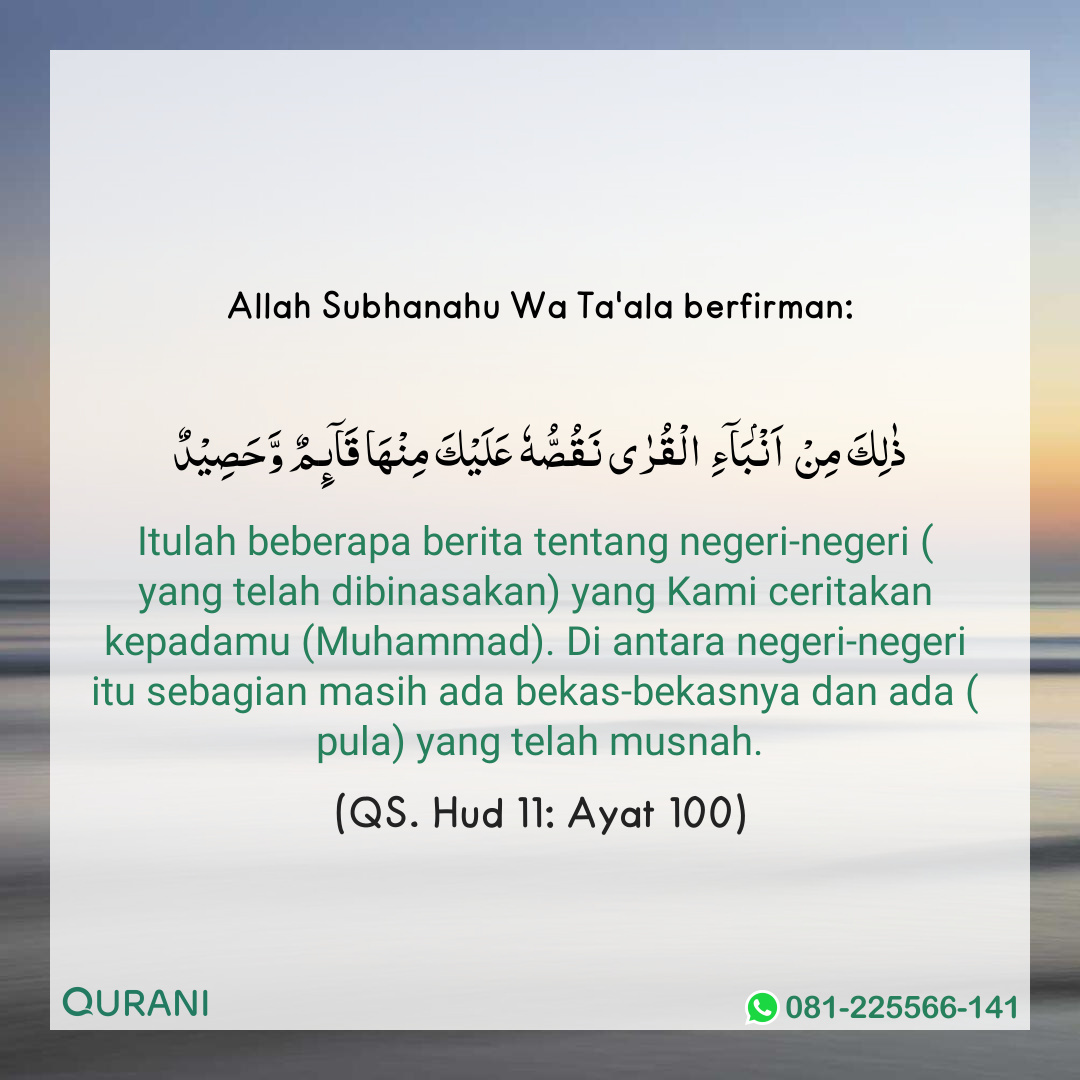 Allah Subhanahu Wa Ta'ala berfirman:
ذٰلِكَ مِنْ اَنْۢبَآءِ الْقُرٰى نَقُصُّهٗ عَلَيْكَ مِنْهَا قَآئِمٌ وَّحَصِيْدٌ
Itulah beberapa berita tentang negeri-negeri (
yang telah dibinasakan) yang Kami ceritakan
kepadamu (Muhammad). Di antara negeri-negeri
itu sebagian masih ada bekas-bekasnya dan ada (
pula) yang telah musnah.
(QS. Hud 11: Ayat 100)
QURANI
081-225566-141